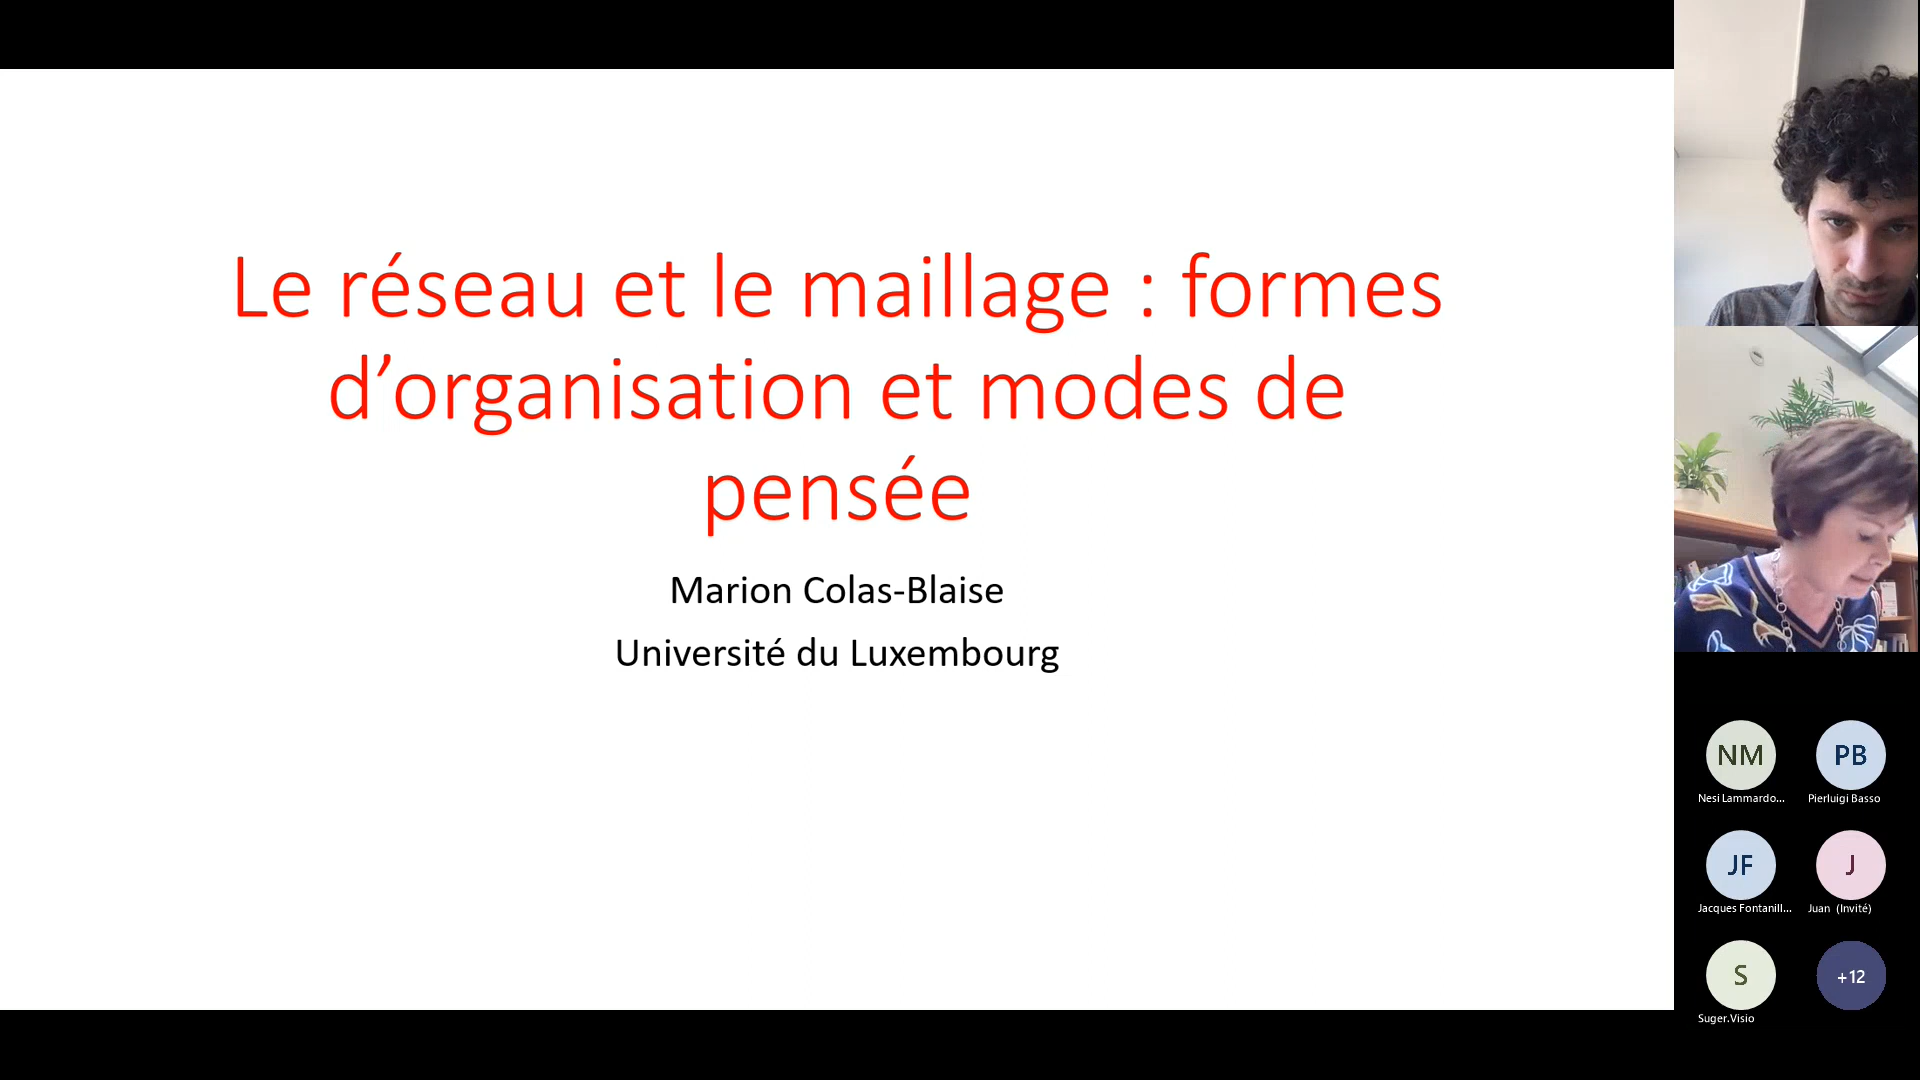 Le réseau et le maillage : formes
d’organisation et modes de
pensée
Marion Colas-Blaise
Université du Luxembourg
NM
PB
Nesi Lammardo...
Pierluigi Basso
JF
J
Jacques Fontanill...
Juan (Invité)
S
+12
Suger.Visio